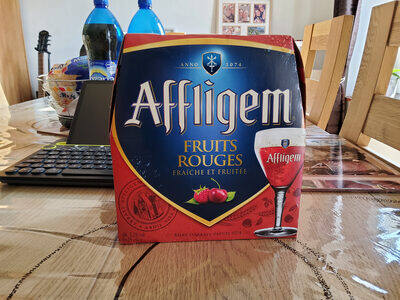 ANNO 1074
Affligem
FRUITS
ROUGES
FRAÎCHE ET FRUITÉE
Affligem